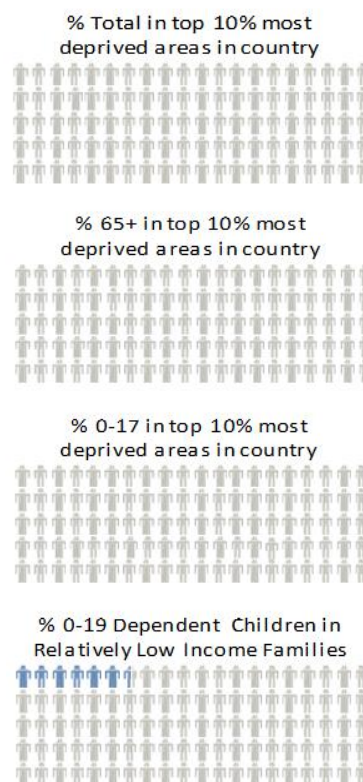 % Total in top 10% most
deprived areas in country
% 65+ in top 10% most
deprived areas in country
% 0-17 in top 10% most
deprived areas in country
% 0-19 Dependent Children in
Relatively Low Income Families